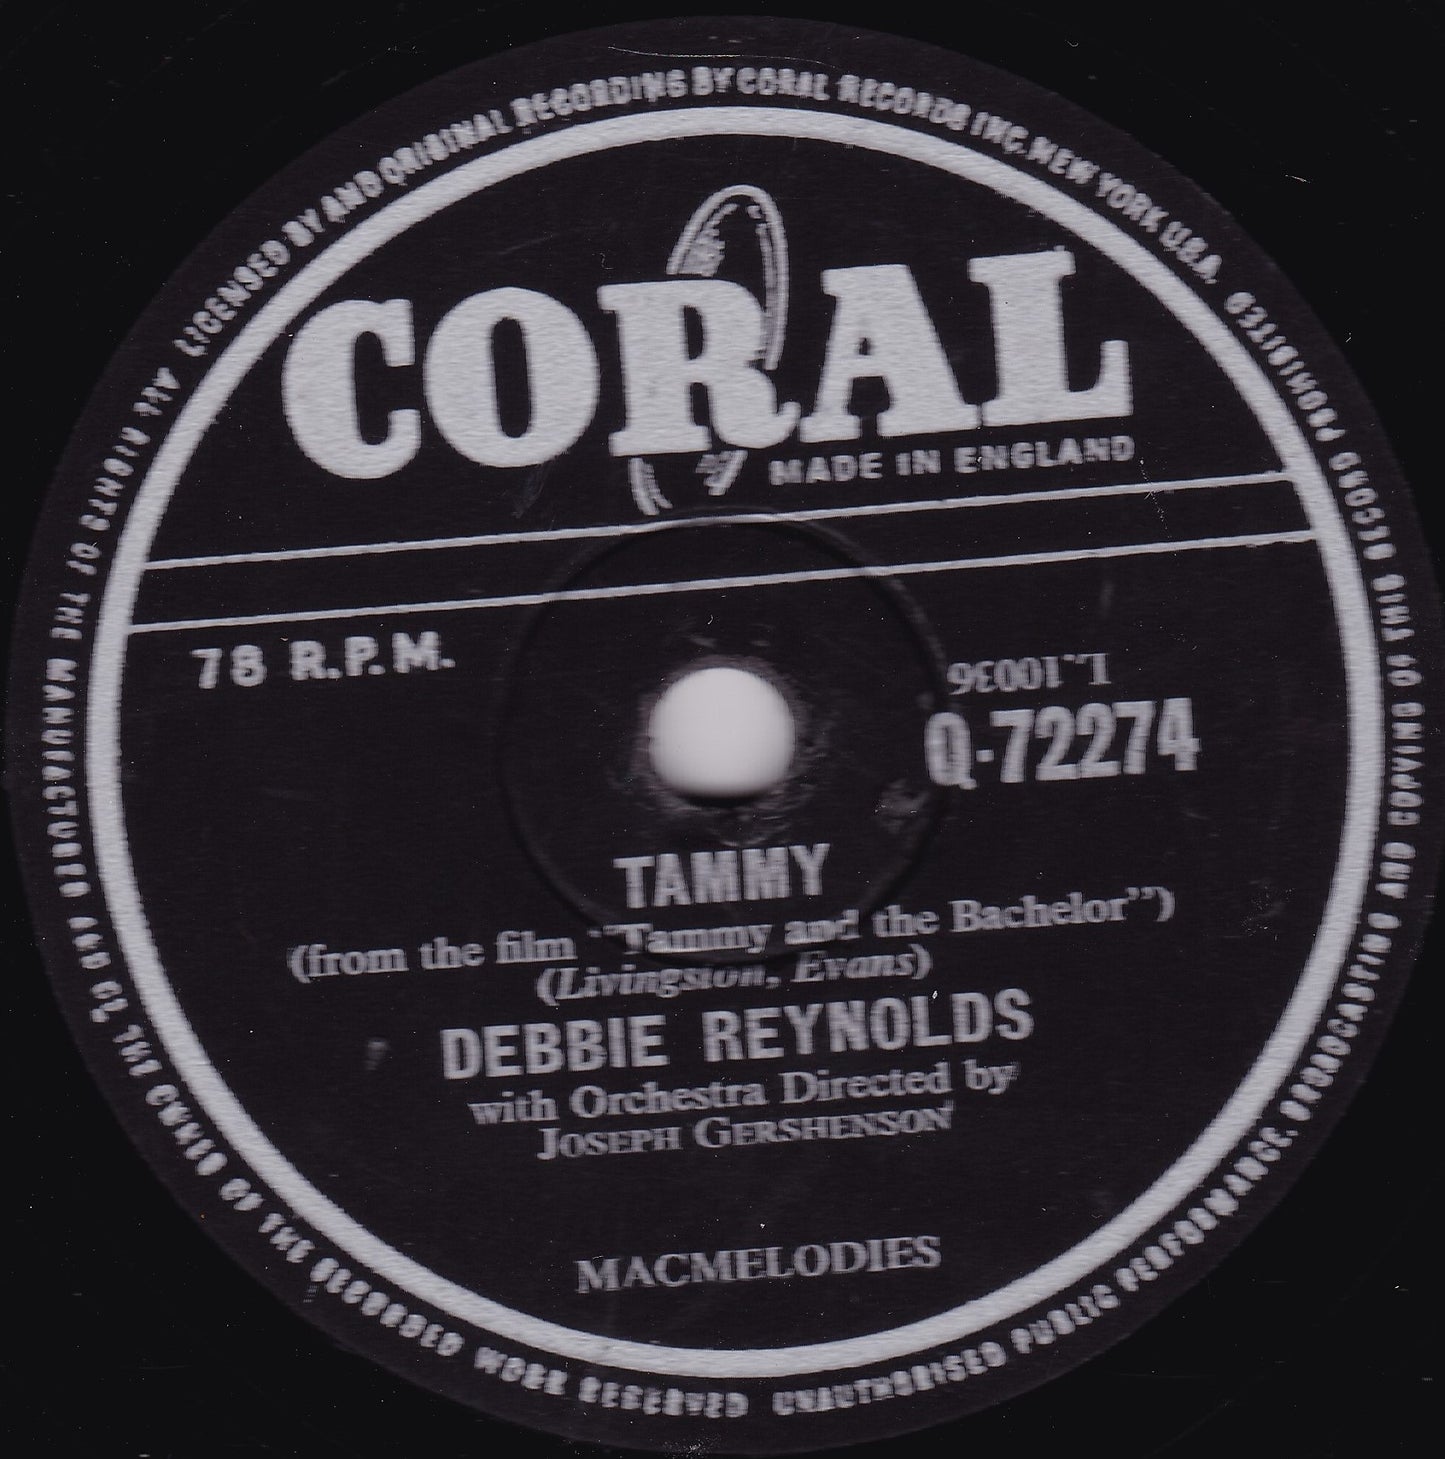 LICENSED BY AND ORIGINAL RECORDING BY CORAL RECORDS INC, NEW YORK U.S.A.
CORAL
MADE IN ENGLAND
78 R.P.M.
L.10036
Q.72274
TAMMY
(from the film "Tammy and the Bachelor")
(Livingston, Evans)
DEBBIE REYNOLDS
with Orchestra Directed by
JOSEPH GERSHENSON
MACMELODIES
ALL RIGHTS OF THE MANUFACTURER AND OF THE OWNER OF THE RECORDED WORK RESERVED
UNAUTHORISED PUBLIC PERFORMANCE, BROADCASTING AND COPYING OF THIS RECORD PROHIBITED